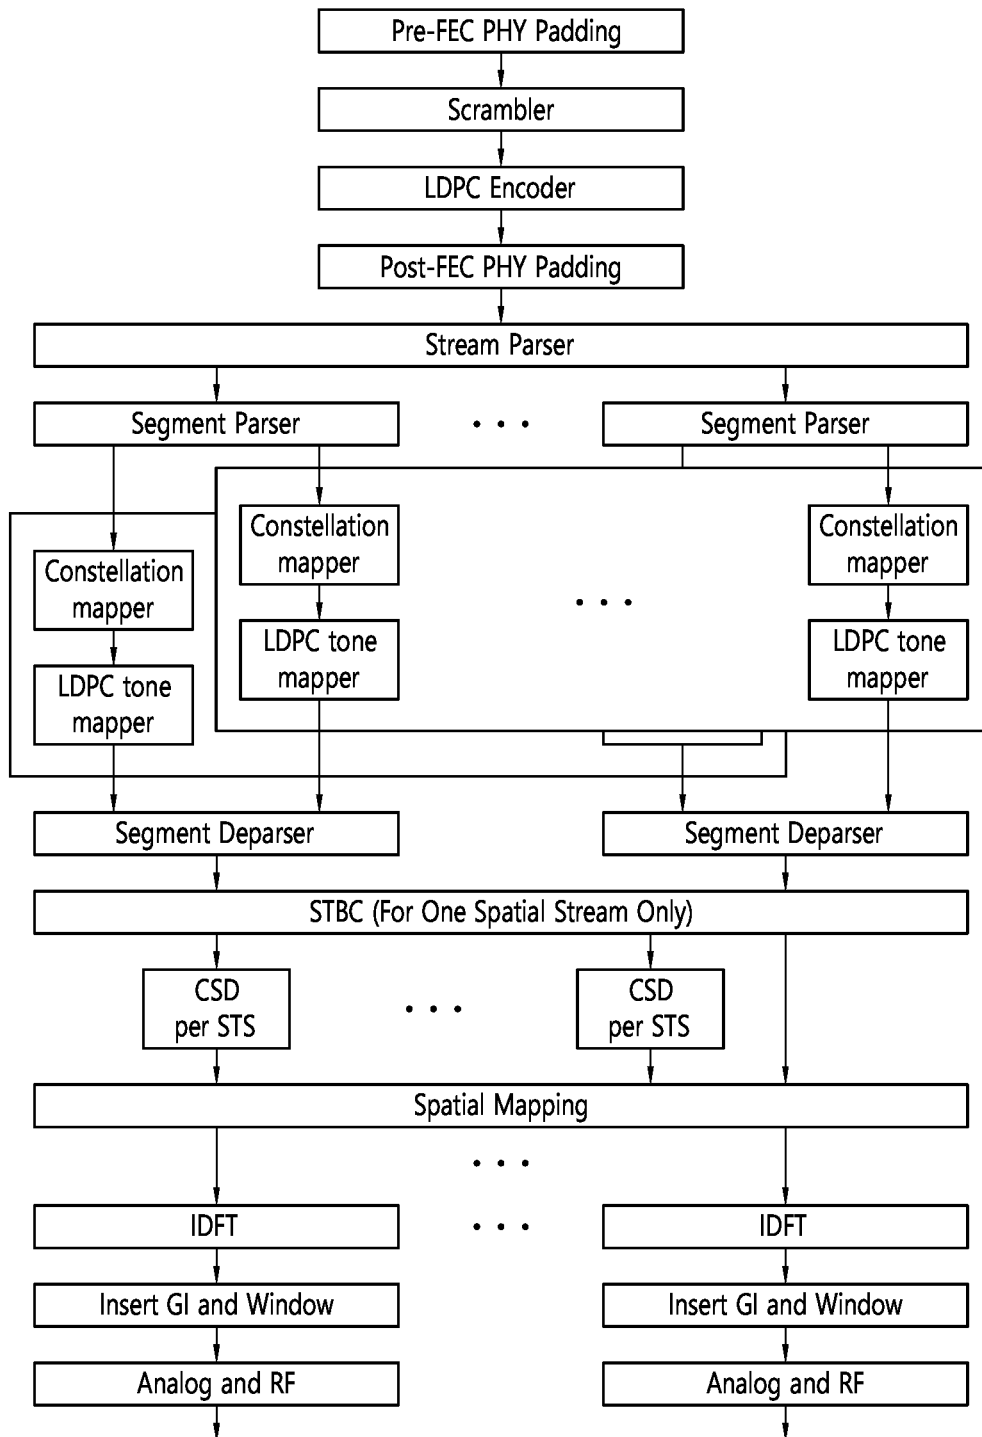 Pre-FEC PHY Padding
Scrambler
LDPC Encoder
Post-FEC PHY Padding
Stream Parser
Segment Parser
. . .
Segment Parser
Constellation
mapper
LDPC tone
mapper
Constellation
mapper
LDPC tone
mapper
. . .
Constellation
mapper
LDPC tone
mapper
Segment Deparser
Segment Deparser
STBC (For One Spatial Stream Only)
CSD
per STS
. . .
CSD
per STS
Spatial Mapping
. . .
IDFT
. . .
IDFT
Insert GI and Window
Insert GI and Window
Analog and RF
Analog and RF